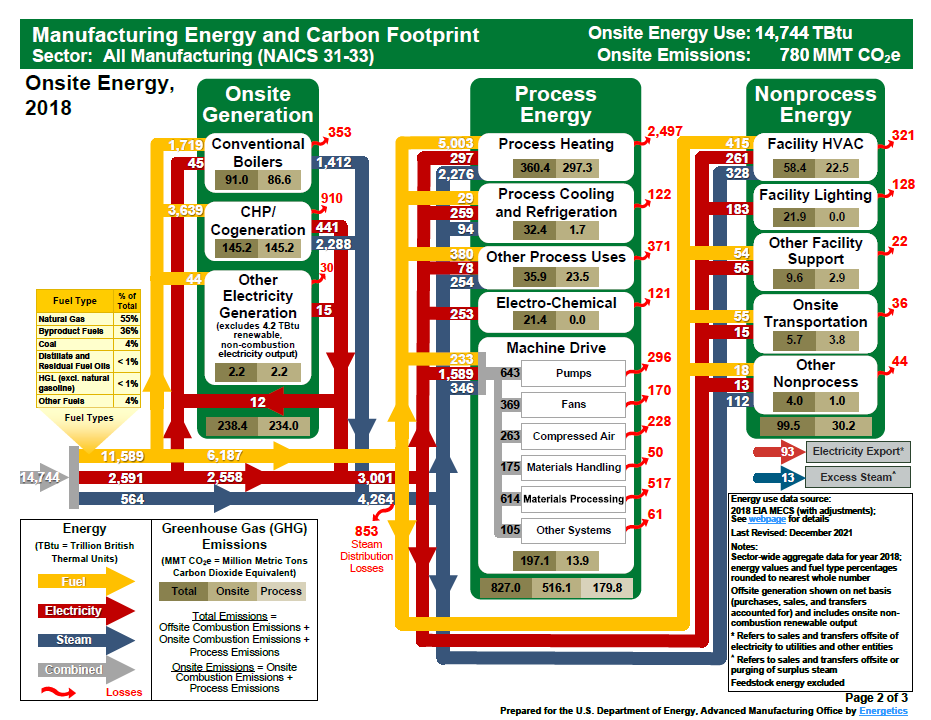 Manufacturing Energy and Carbon Footprint
Sector: All Manufacturing (NAICS 31-33)
Onsite Energy Use: 14,744 TBtu
Onsite Emissions: 780 MMT CO₂e
Onsite Energy,
2018
Onsite
Generation
1,719
45
Conventional
Boilers
91.0 86.6
353
1,412
3,639
CHP/
Cogeneration
145.2 145.2
910
441
2,288
44
Other
Electricity
Generation
(excludes 4.2 TBtu
renewable,
non-combustion
electricity output)
2.2 2.2
30
15
12
238.4 234.0
Fuel Type % of
Total
Natural Gas 55%
Byproduct Fuels 36%
Coal 4%
Distillate and
Residual Fuel Oils < 1%
HGL (excl. natural
gasoline) < 1%
Other Fuels 4%
Fuel Types
14,744
11,589 6,187
2,591 2,558 3,001
564 4,264
853
Steam
Distribution
Losses
Process
Energy
5,003
297
2,276
Process Heating
360.4 297.3
2,497
29
259
94
Process Cooling
and Refrigeration
32.4 1.7
122
380
78
254
Other Process Uses
35.9 23.5
371
253
Electro-Chemical
21.4 0.0
121
233
1,589
346
Machine Drive
643 Pumps 296
369 Fans 170
263 Compressed Air 228
175 Materials Handling 50
614 Materials Processing 517
105 Other Systems 61
197.1 13.9
827.0 516.1 179.8
Nonprocess
Energy
415
261
328
Facility HVAC
58.4 22.5
321
183
Facility Lighting
21.9 0.0
128
54
56
Other Facility
Support
9.6 2.9
22
55
15
Onsite
Transportation
5.7 3.8
36
18
13
112
Other
Nonprocess
4.0 1.0
44
99.5 30.2
93 Electricity Export*
13 Excess Steam^
Energy
(TBtu = Trillion British
Thermal Units)
Fuel
Electricity
Steam
Combined
Losses
Greenhouse Gas (GHG)
Emissions
(MMT CO₂e = Million Metric Tons
Carbon Dioxide Equivalent)
Total Onsite Process
Total Emissions =
Offsite Combustion Emissions +
Onsite Combustion Emissions +
Process Emissions
Onsite Emissions = Onsite
Combustion Emissions +
Process Emissions
Energy use data source:
2018 EIA MECS (with adjustments);
See webpage for details
Last Revised: December 2021
Notes:
Sector-wide aggregate data for year 2018;
energy values and fuel type percentages
rounded to nearest whole number
Offsite generation shown on net basis
(purchases, sales, and transfers
accounted for) and includes onsite non-
combustion renewable output
* Refers to sales and transfers offsite of
electricity to utilities and other entities
^ Refers to sales and transfers offsite or
purging of surplus steam
Feedstock energy excluded
Page 2 of 3
Prepared for the U.S. Department of Energy, Advanced Manufacturing Office by Energetics